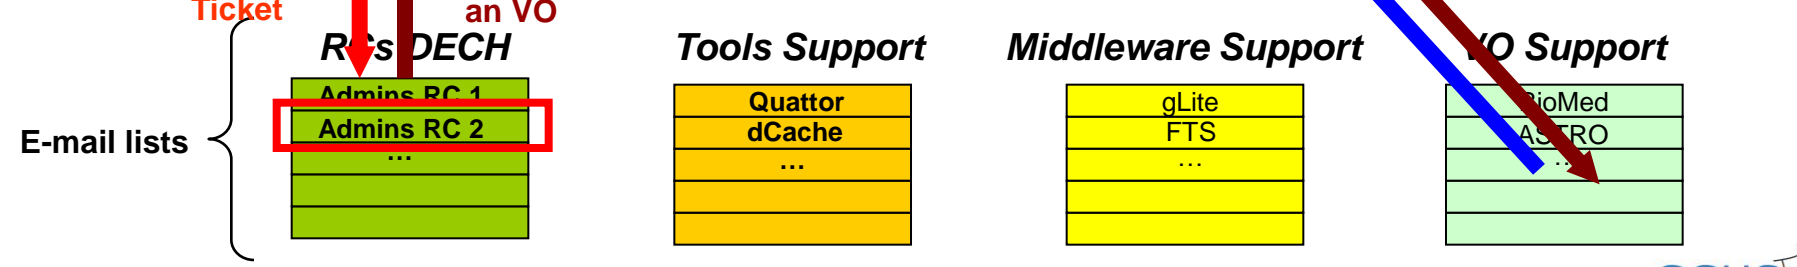 Ticket
an VO
RCs DECH
Tools Support
Middleware Support
VO Support
E-mail lists
Admins RC 1
Admins RC 2
…
Quattor
dCache
…
gLite
FTS
…
BioMed
ASTRO
…